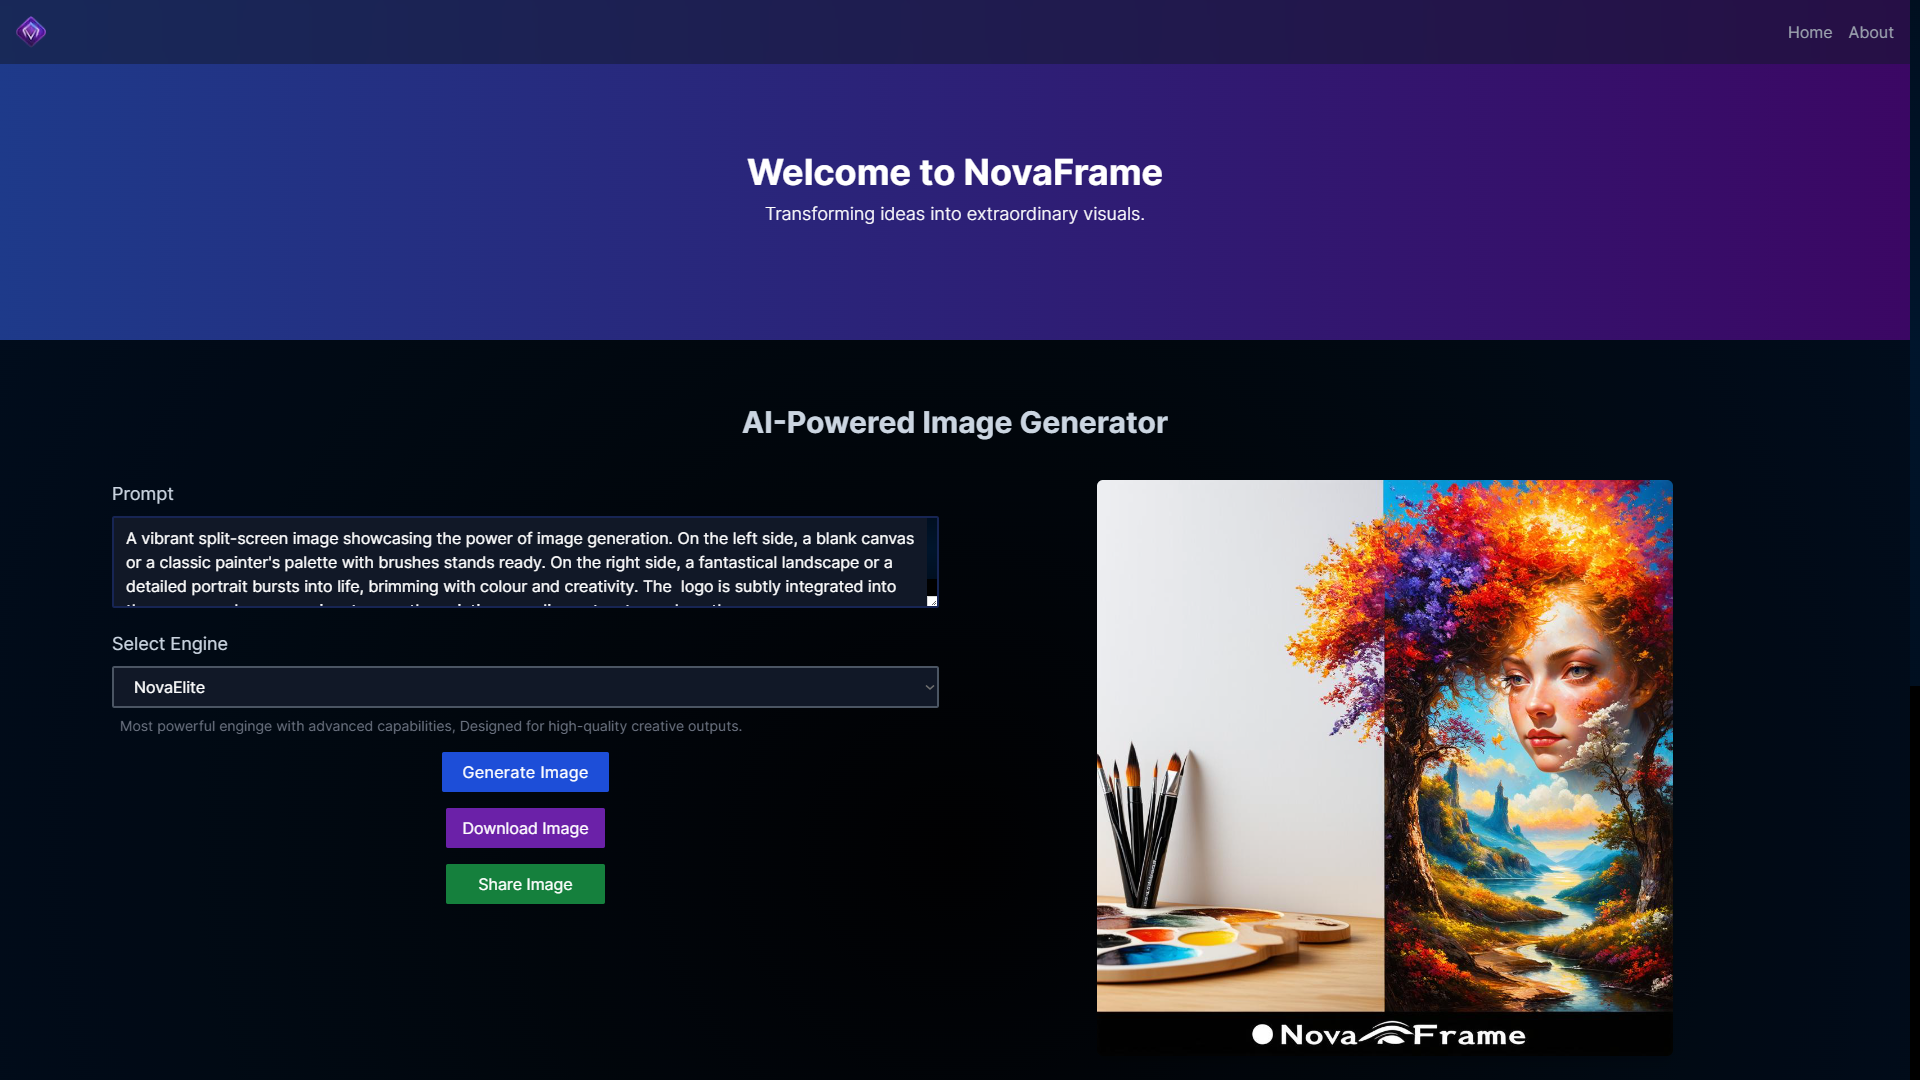 Home About
Welcome to NovaFrame
Transforming ideas into extraordinary visuals.
AI-Powered Image Generator
Prompt
A vibrant split-screen image showcasing the power of image generation. On the left side, a blank canvas
or a classic painter's palette with brushes stands ready. On the right side, a fantastical landscape or a
detailed portrait bursts into life, brimming with colour and creativity. The  logo is subtly integrated into
Select Engine
NovaElite
Most powerful enginge with advanced capabilities, Designed for high-quality creative outputs.
Generate Image
Download Image
Share Image
Nova Frame